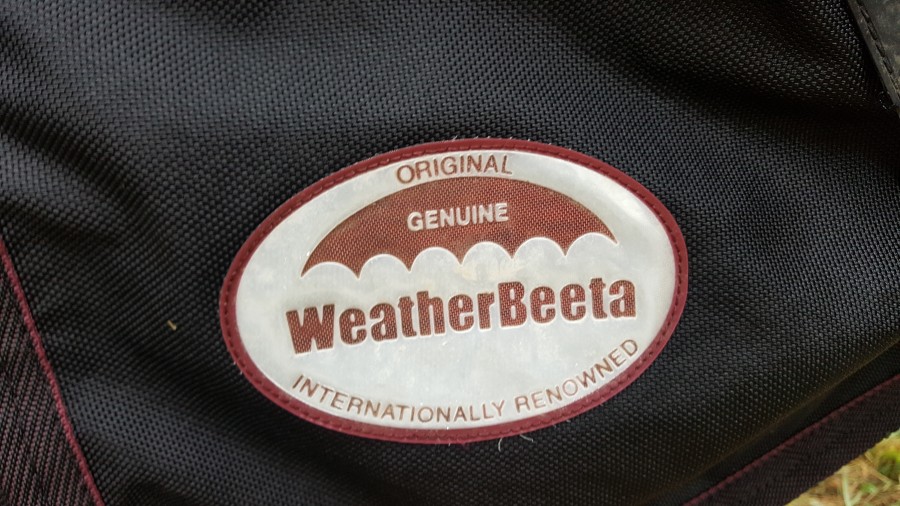 ORIGINAL
GENUINE
WeatherBeeta
INTERNATIONALLY RENOWNED